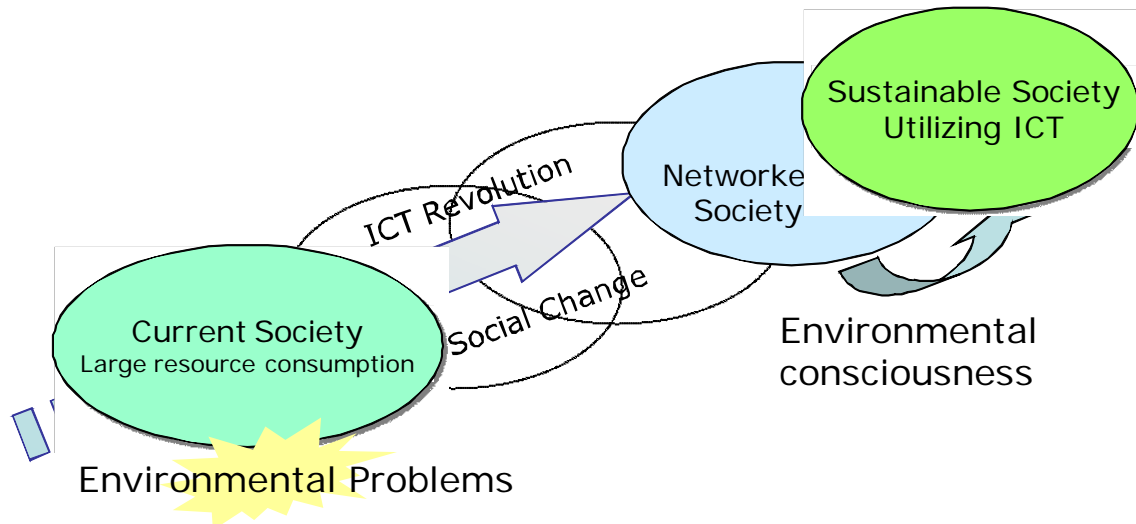 Sustainable Society
Utilizing ICT
Networke
Society
ICT Revolution
Social Change
Current Society
Large resource consumption
Environmental
consciousness
Environmental Problems